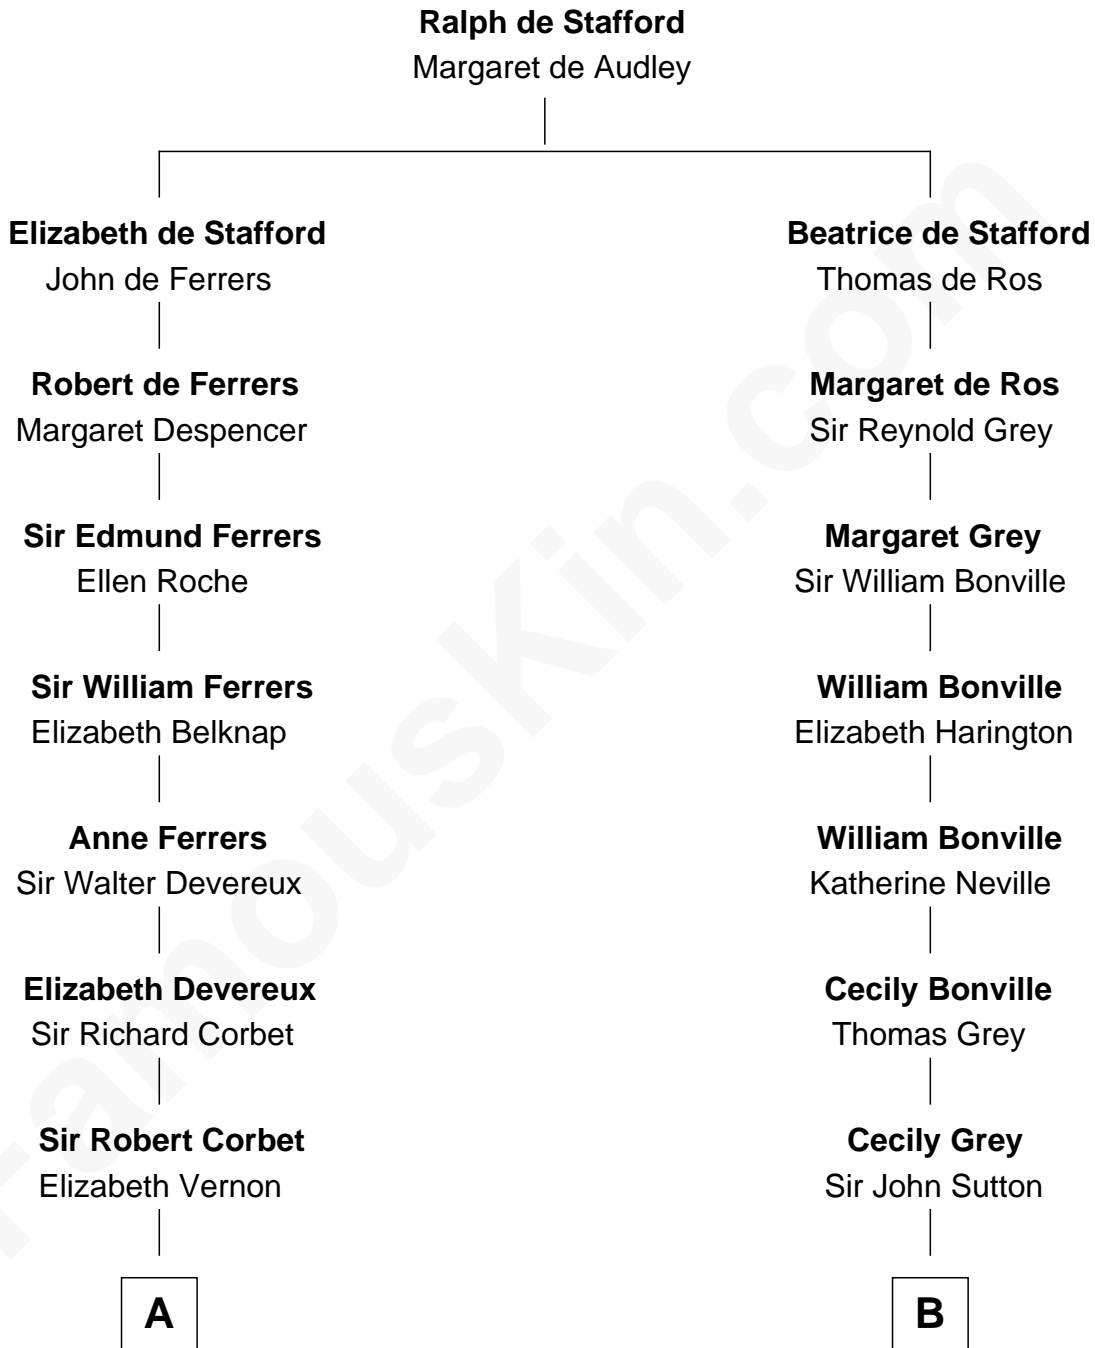 Ralph de Stafford
Margaret de Audley
Elizabeth de Stafford
John de Ferrers
Beatrice de Stafford
Thomas de Ros
Robert de Ferrers
Margaret Despencer
Margaret de Ros
Sir Reynold Grey
Sir Edmund Ferrers
Ellen Roche
Margaret Grey
Sir William Bonville
Sir William Ferrers
Elizabeth Belknap
William Bonville
Elizabeth Harington
Anne Ferrers
Sir Walter Devereux
William Bonville
Katherine Neville
Elizabeth Devereux
Sir Richard Corbet
Cecily Bonville
Thomas Grey
Sir Robert Corbet
Elizabeth Vernon
Cecily Grey
Sir John Sutton
A
B
FamousKin.com